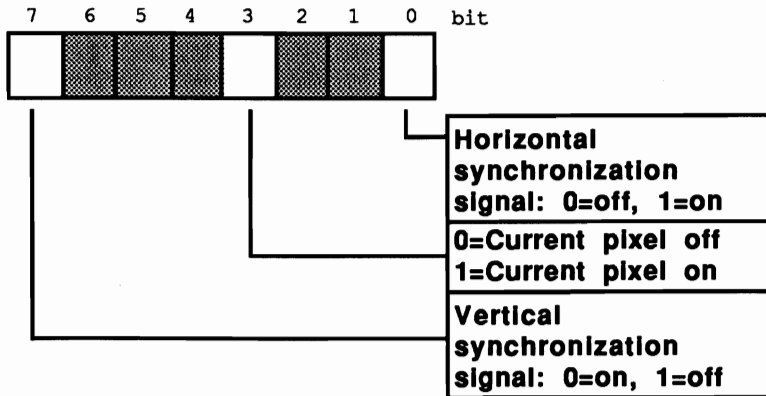 7 6 5 4 3 2 1 0 bit
Horizontal
synchronization
signal: 0=off, 1=on
0=Current pixel off
1=Current pixel on
Vertical
synchronization
signal: 0=on, 1=off